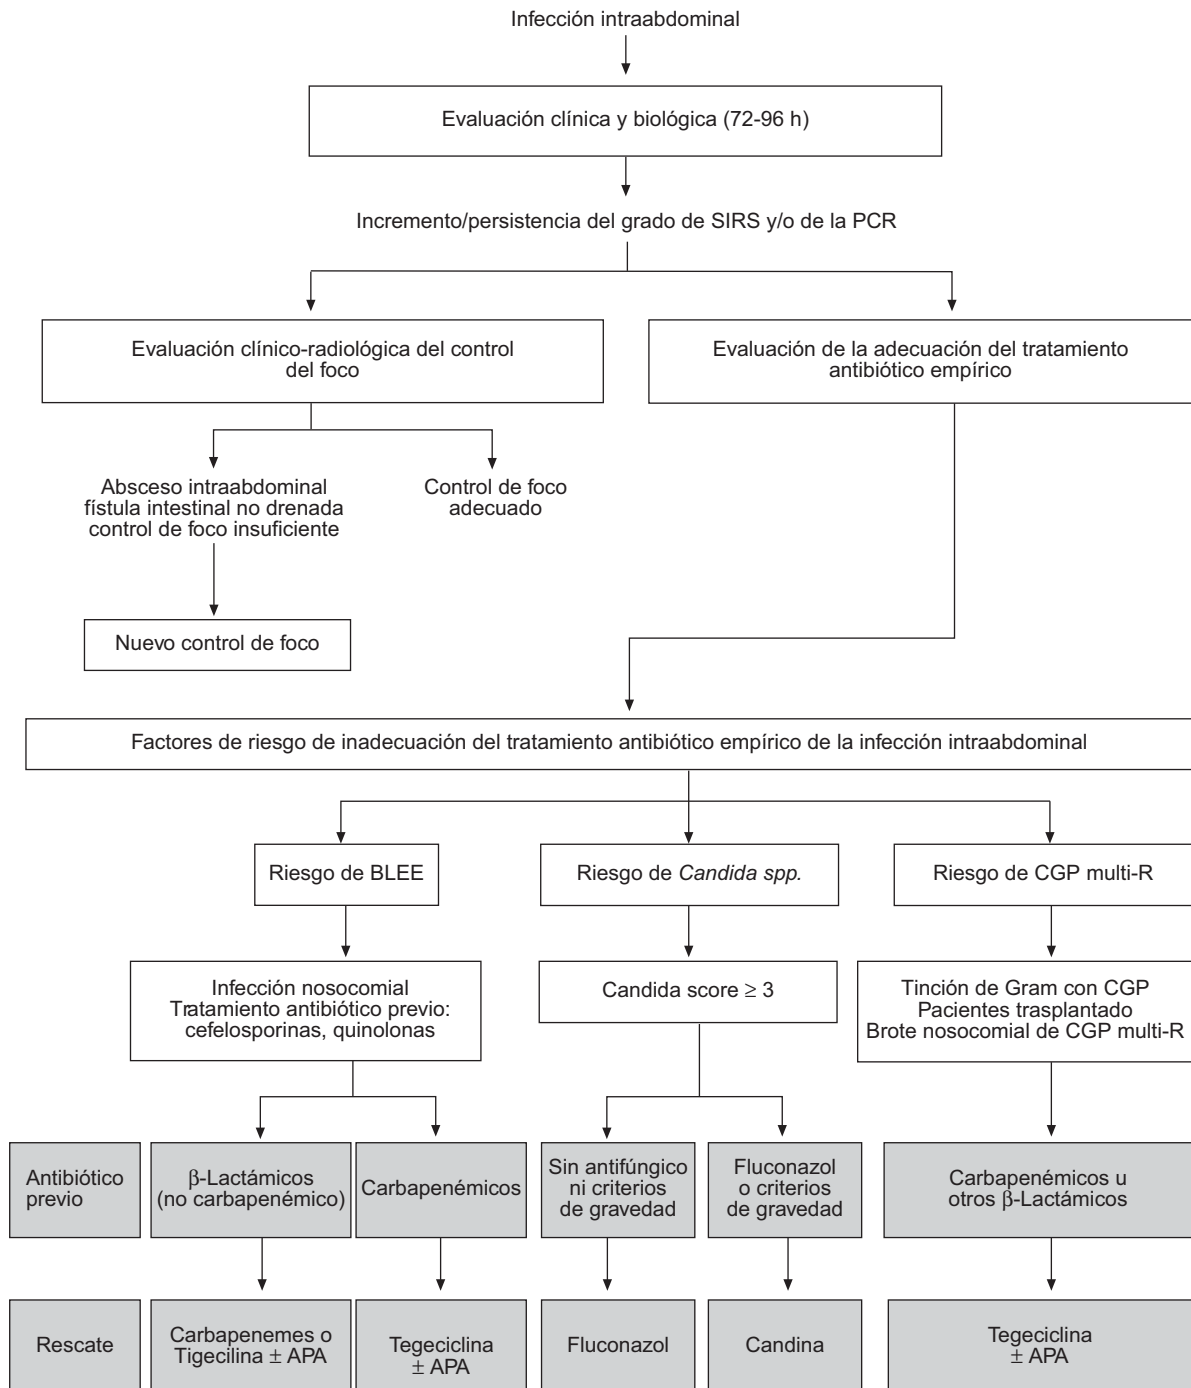 Infección intraabdominal
Evaluación clínica y biológica (72-96 h)
Incremento/persistencia del grado de SIRS y/o de la PCR
Evaluación clínico-radiológica del control
del foco
Evaluación de la adecuación del tratamiento
antibiótico empírico
Absceso intraabdominal
fístula intestinal no drenada
control de foco insuficiente
Control de foco
adecuado
Nuevo control de foco
Factores de riesgo de inadecuación del tratamiento antibiótico empírico de la infección intraabdominal
Riesgo de BLEE
Riesgo de Candida spp.
Riesgo de CGP multi-R
Infección nosocomial
Tratamiento antibiótico previo:
cefelosporinas, quinolonas
Candida score ≥ 3
Tinción de Gram con CGP
Pacientes trasplantado
Brote nosocomial de CGP multi-R
Antibiótico
previo
β-Lactámicos
(no carbapenémico)
Carbapenémicos
Sin antifúngico
ni criterios
de gravedad
Fluconazol
o criterios
de gravedad
Carbapenémicos u
otros β-Lactámicos
Rescate
Carbapenemes o
Tigecilina ± APA
Tegeciclina
± APA
Fluconazol
Candina
Tegeciclina
± APA